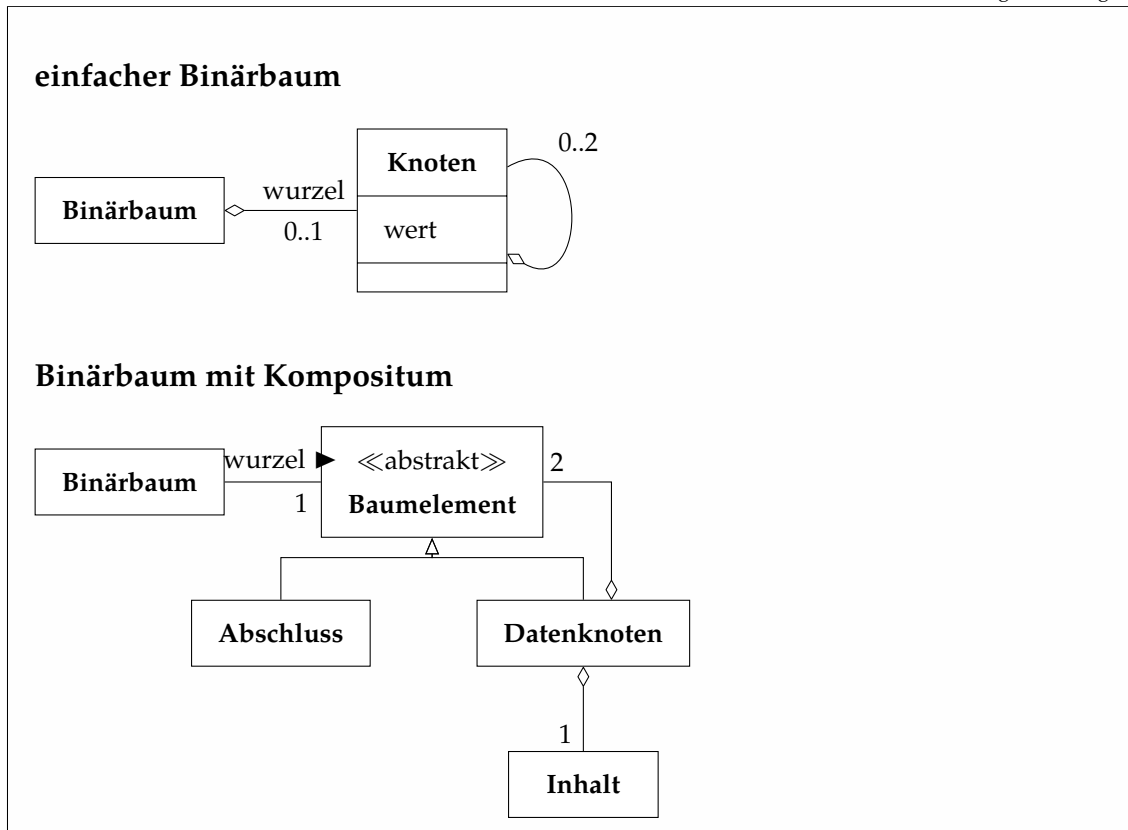 einfacher Binärbaum
Knoten
0..2
wurzel
Binärbaum
0..1
wert
Binärbaum mit Kompositum
wurzel ►
≪abstrakt≫
2
Binärbaum
1
Baumelement
Abschluss
Datenknoten
1
Inhalt